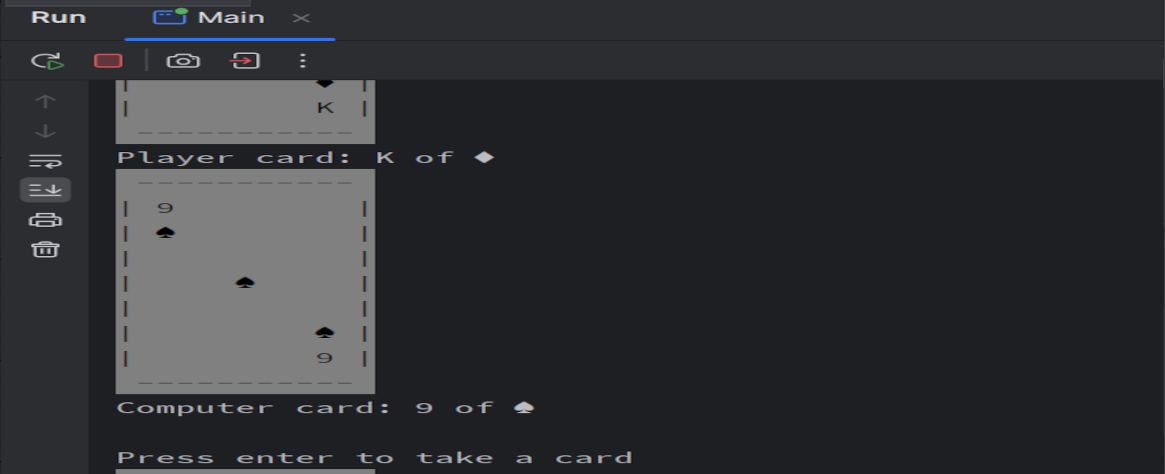 Run Main ×
| ♦ |
| K |
- - - - - - - - - - -
Player card: K of ♦
- - - - - - - - - - -
| 9 |
| ♠ |
| |
| ♠ |
| |
| ♠ |
| 9 |
- - - - - - - - - - -
Computer card: 9 of ♠
Press enter to take a card